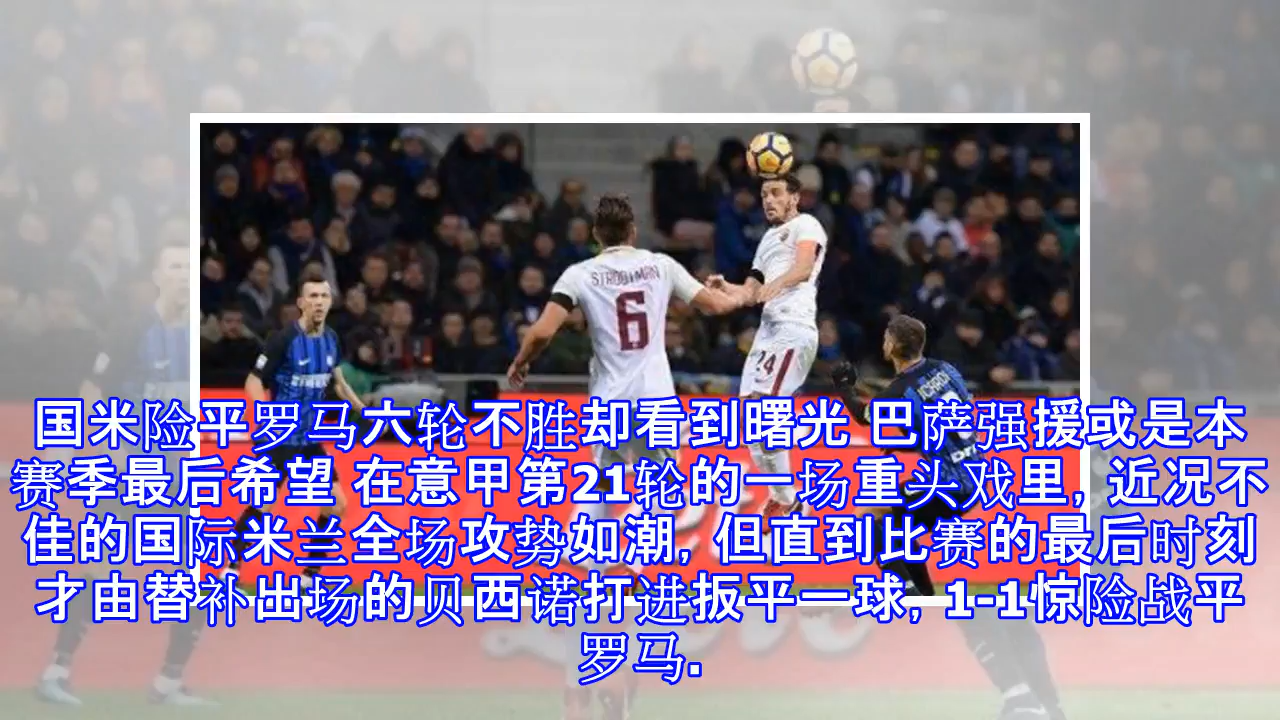 STROOTMAN
6
24
ICARDI
国米险平罗马六轮不胜却看到曙光 巴萨强援或是本
赛季最后希望 在意甲第21轮的一场重头戏里, 近况不
佳的国际米兰全场攻势如潮, 但直到比赛的最后时刻
才由替补出场的贝西诺打进扳平一球, 1-1惊险战平
罗马.